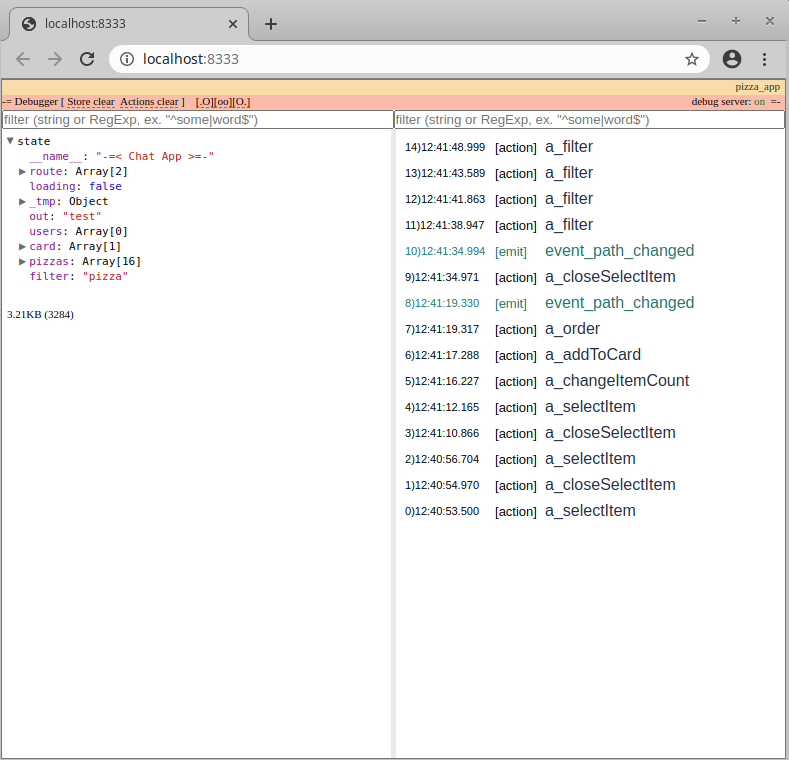 localhost:8333
localhost:8333
pizza_app
-= Debugger [ Store clear Actions clear ] [.O][oo][O.]
debug server: on =-
filter (string or RegExp, ex. "^some|word$")
filter (string or RegExp, ex. "^some|word$")
state
__name__: "-=< Chat App >=-"
route: Array[2]
loading: false
_tmp: Object
out: "test"
users: Array[0]
card: Array[1]
pizzas: Array[16]
filter: "pizza"
3.21KB (3284)
14)12:41:48.999 [action] a_filter
13)12:41:43.589 [action] a_filter
12)12:41:41.863 [action] a_filter
11)12:41:38.947 [action] a_filter
10)12:41:34.994 [emit] event_path_changed
9)12:41:34.971 [action] a_closeSelectItem
8)12:41:19.330 [emit] event_path_changed
7)12:41:19.317 [action] a_order
6)12:41:17.288 [action] a_addToCard
5)12:41:16.227 [action] a_changeItemCount
4)12:41:12.165 [action] a_selectItem
3)12:41:10.866 [action] a_closeSelectItem
2)12:40:56.704 [action] a_selectItem
1)12:40:54.970 [action] a_closeSelectItem
0)12:40:53.500 [action] a_selectItem